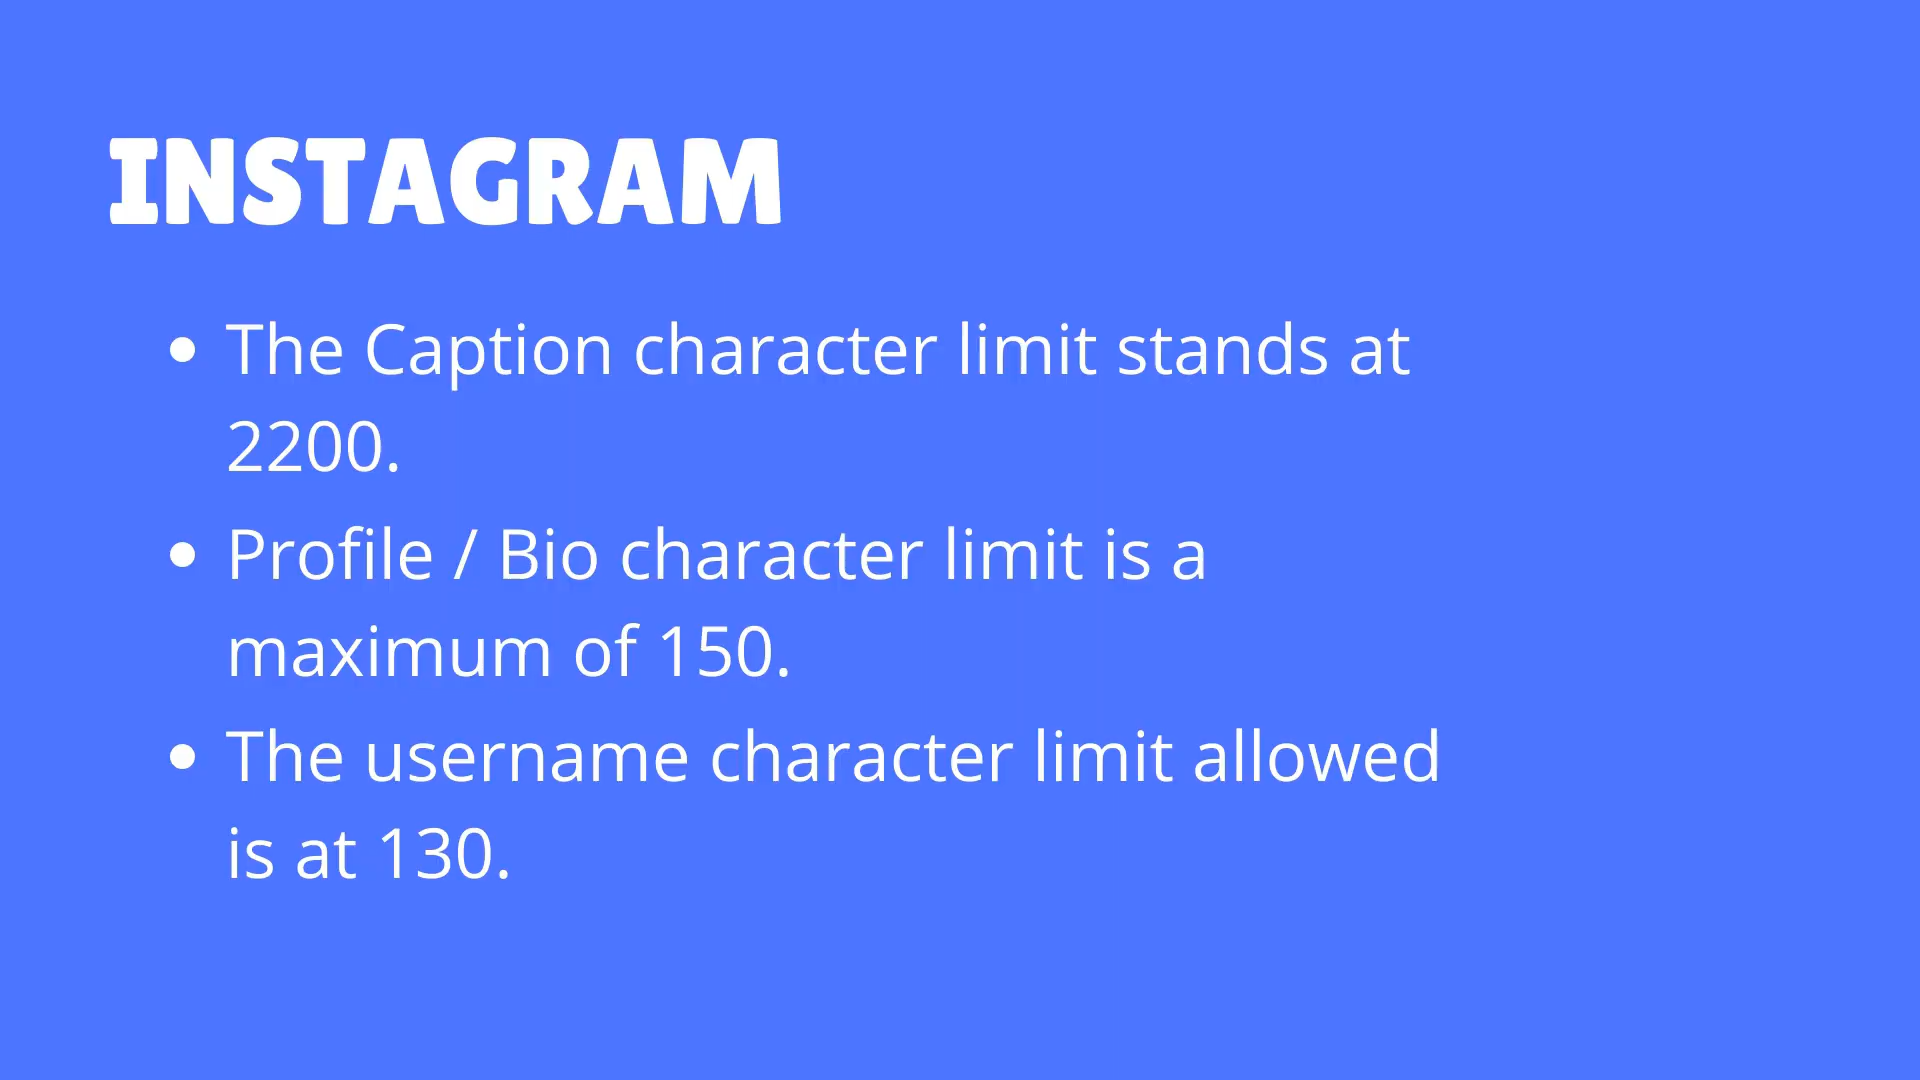 INSTAGRAM
• The Caption character limit stands at
2200.
• Profile / Bio character limit is a
maximum of 150.
• The username character limit allowed
is at 130.